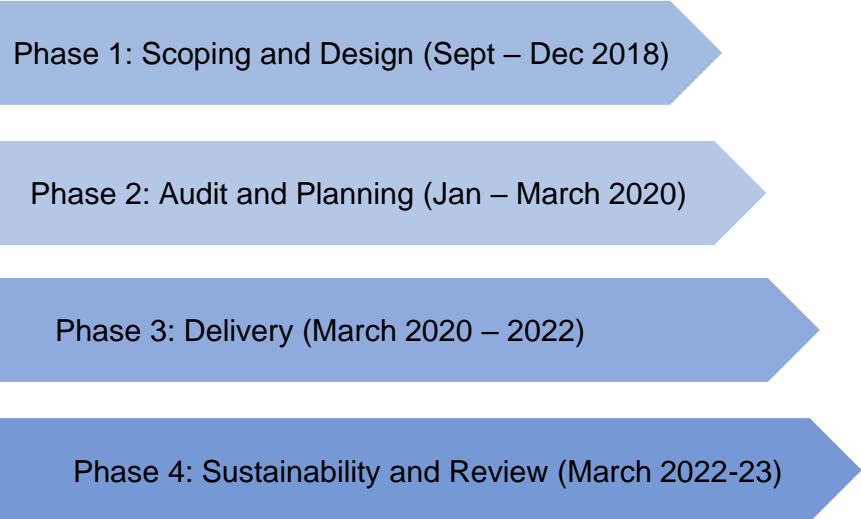 Phase 1: Scoping and Design (Sept – Dec 2018)
Phase 2: Audit and Planning (Jan – March 2020)
Phase 3: Delivery (March 2020 – 2022)
Phase 4: Sustainability and Review (March 2022-23)